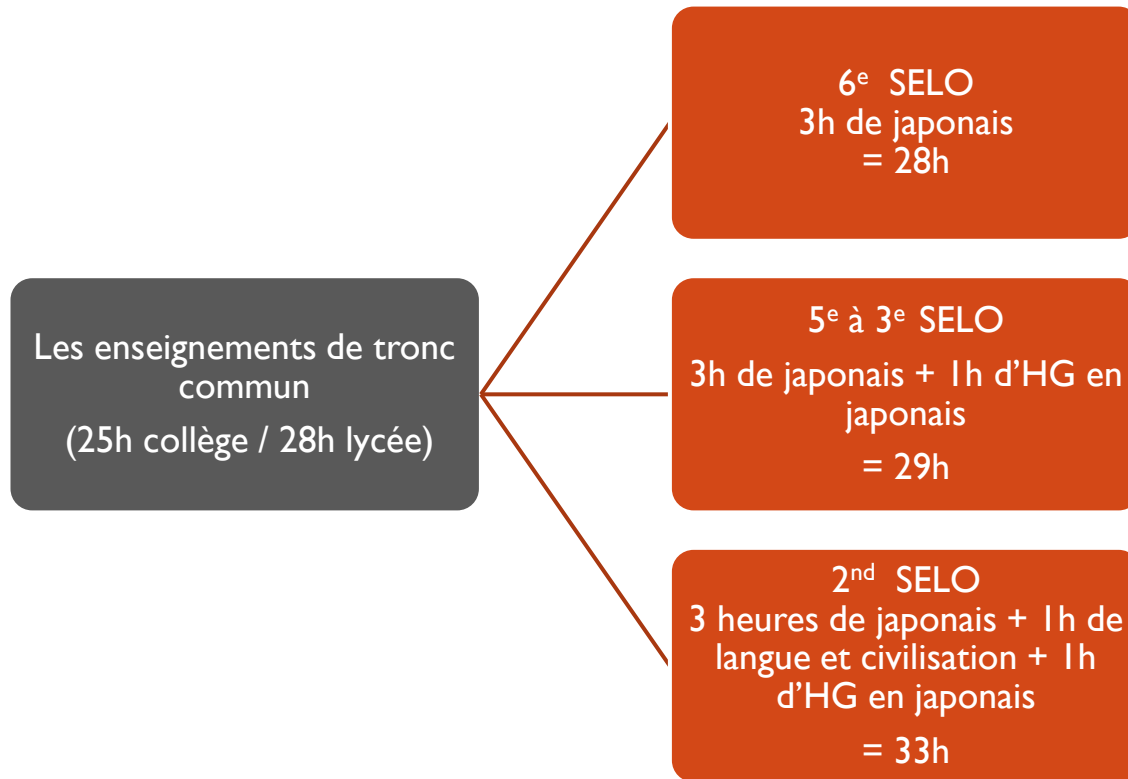 6e SELO
3h de japonais
= 28h
Les enseignements de tronc
commun
(25h collège / 28h lycée)
5e à 3e SELO
3h de japonais + 1h d’HG en
japonais
= 29h
2nd SELO
3 heures de japonais + 1h de
langue et civilisation + 1h
d’HG en japonais
= 33h